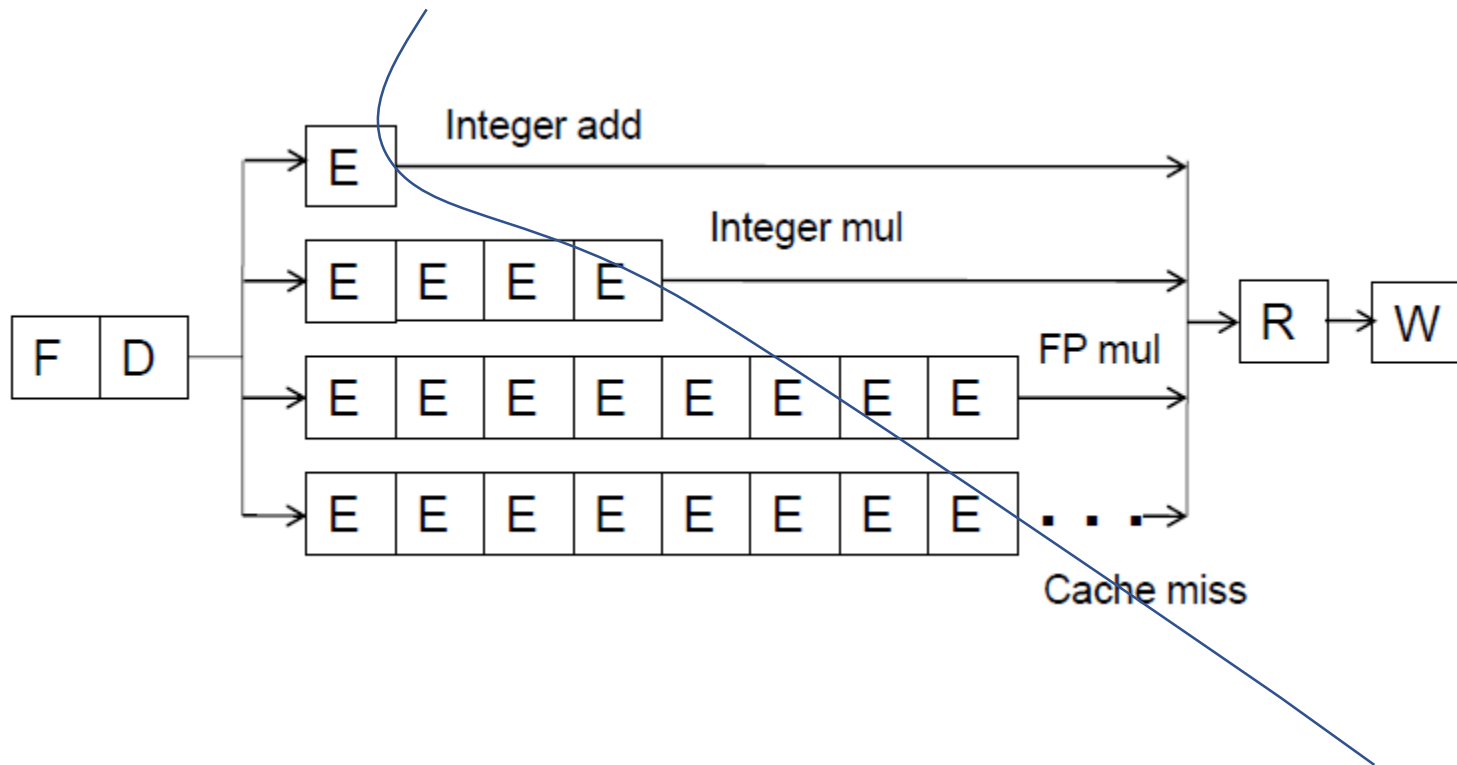 Integer add
E
Integer mul
E E E E
F D
FP mul
R W
E E E E E E E E
E E E E E E E E . . .
Cache miss